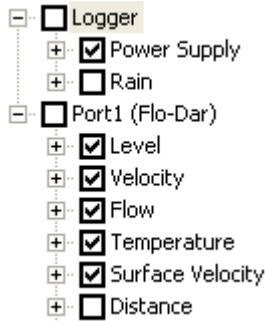 Logger
Power Supply
Rain
Port1 (Flo-Dar)
Level
Velocity
Flow
Temperature
Surface Velocity
Distance